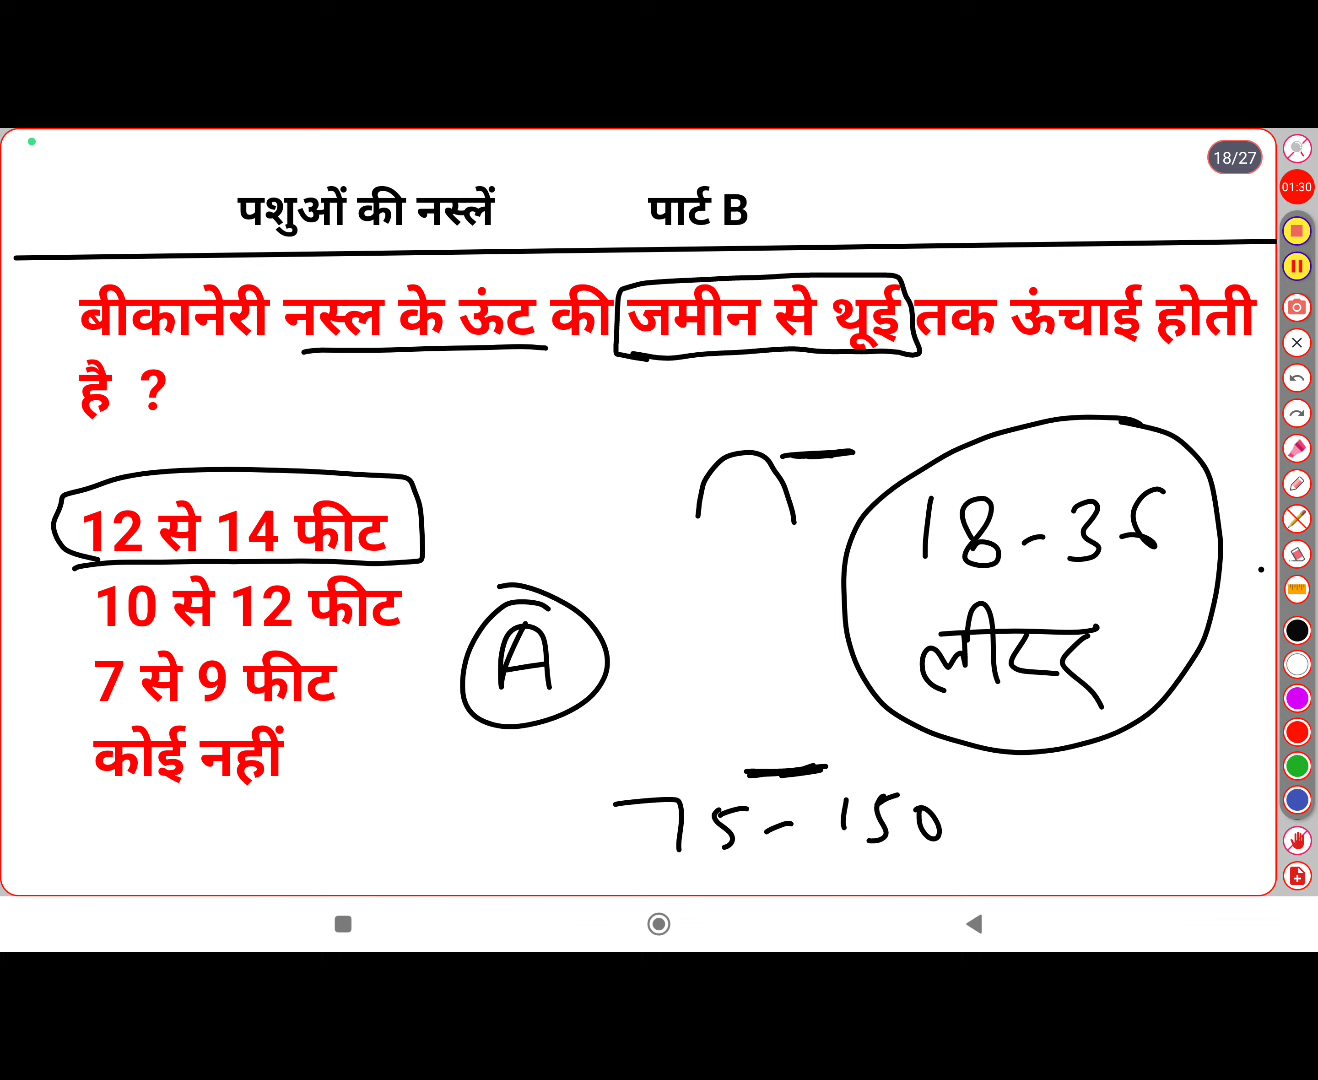 18/27
01:30
पशुओं की नस्लें पार्ट B
बीकानेरी नस्ल के ऊंट की जमीन से थूई तक ऊंचाई होती
है ?
12 से 14 फीट
10 से 12 फीट
7 से 9 फीट
कोई नहीं
A
18-36
लीटर
75-150